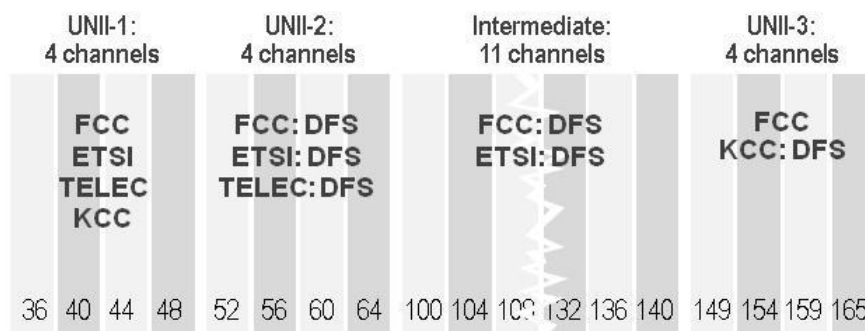 UNII-1:
4 channels
UNII-2:
4 channels
Intermediate:
11 channels
UNII-3:
4 channels
FCC
ETSI
TELEC
KCC
FCC: DFS
ETSI: DFS
TELEC: DFS
FCC: DFS
ETSI: DFS
FCC
KCC: DFS
36 40 44 48 52 56 60 64 100 104 132 136 140 149 154 159 165